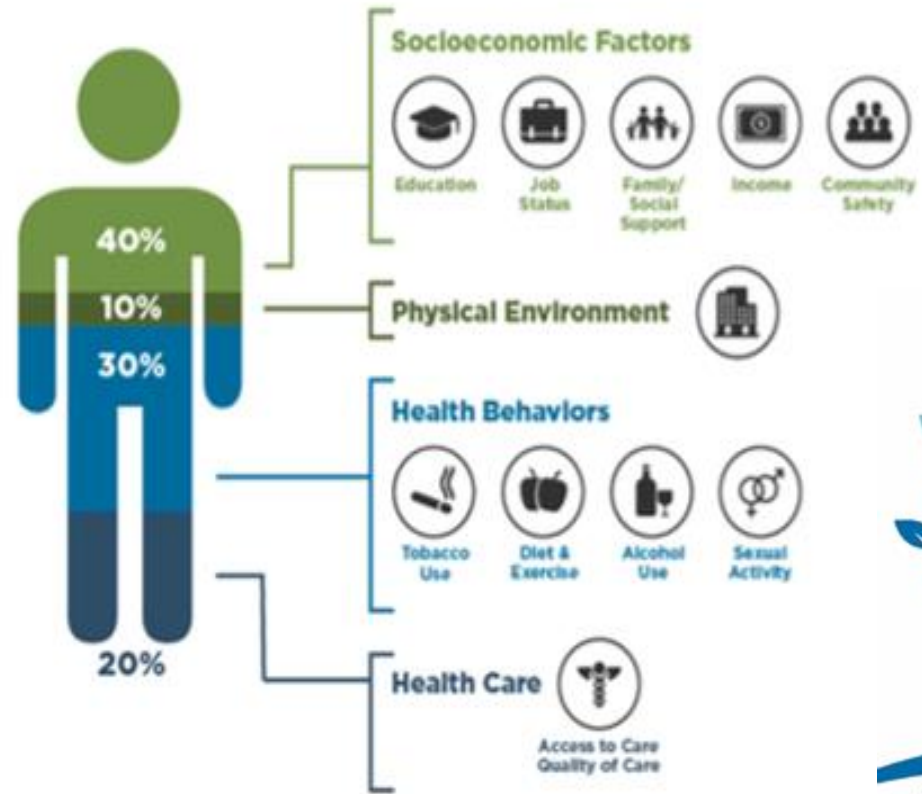 Socioeconomic Factors
Education
Job
Status
Family/
Social
Support
Income
Community
Safety
40%
10%
Physical Environment
30%
Health Behaviors
Tobacco
Use
Diet &
Exercise
Alcohol
Use
Sexual
Activity
20%
Health Care
Access to Care
Quality of Care